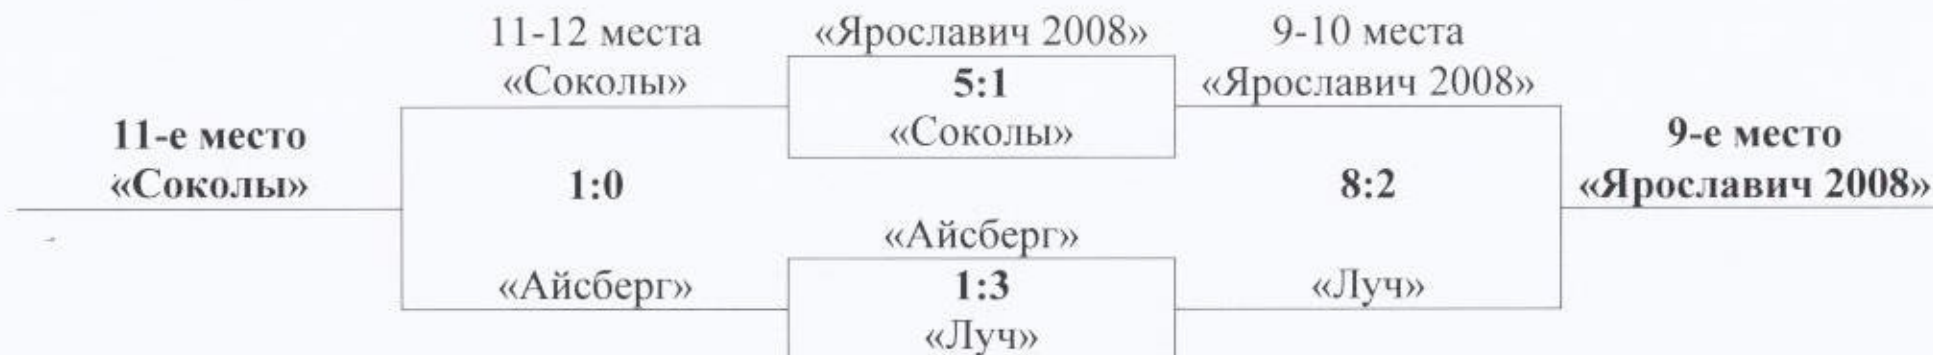 11-12 места
«Ярославич 2008»
9-10 места
«Соколы»
5:1
«Ярославич 2008»
11-е место
«Соколы»
9-е место
«Соколы»
1:0
8:2
«Ярославич 2008»
«Айсберг»
«Айсберг»
1:3
«Луч»
«Луч»